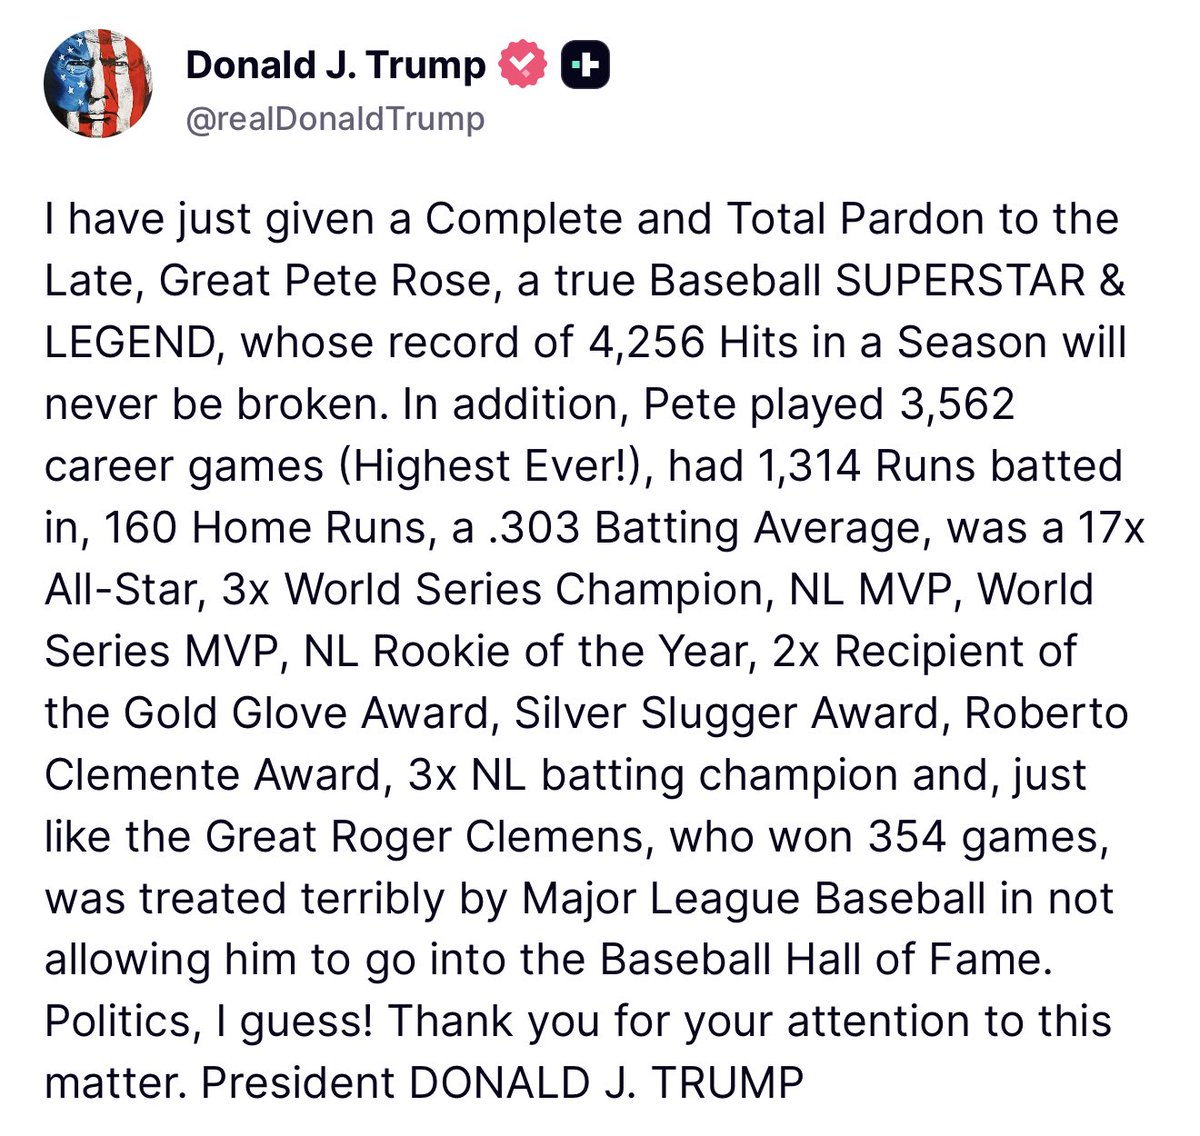 Donald J. Trump
@realDonaldTrump
I have just given a Complete and Total Pardon to the
Late, Great Pete Rose, a true Baseball SUPERSTAR &
LEGEND, whose record of 4,256 Hits in a Season will
never be broken. In addition, Pete played 3,562
career games (Highest Ever!), had 1,314 Runs batted
in, 160 Home Runs, a .303 Batting Average, was a 17x
All-Star, 3x World Series Champion, NL MVP, World
Series MVP, NL Rookie of the Year, 2x Recipient of
the Gold Glove Award, Silver Slugger Award, Roberto
Clemente Award, 3x NL batting champion and, just
like the Great Roger Clemens, who won 354 games,
was treated terribly by Major League Baseball in not
allowing him to go into the Baseball Hall of Fame.
Politics, I guess! Thank you for your attention to this
matter. President DONALD J. TRUMP